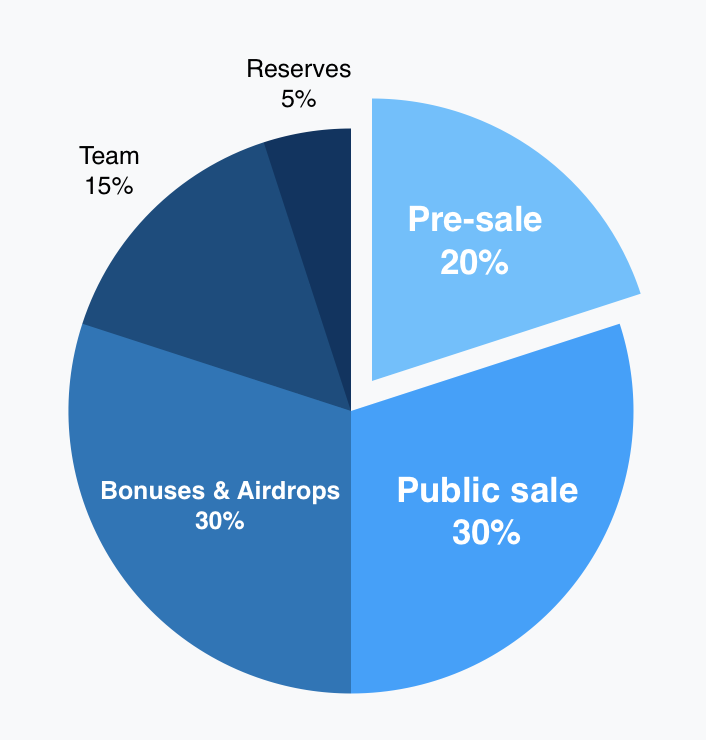 Reserves
5%
Team
15%
Pre-sale
20%
Bonuses & Airdrops
30%
Public sale
30%